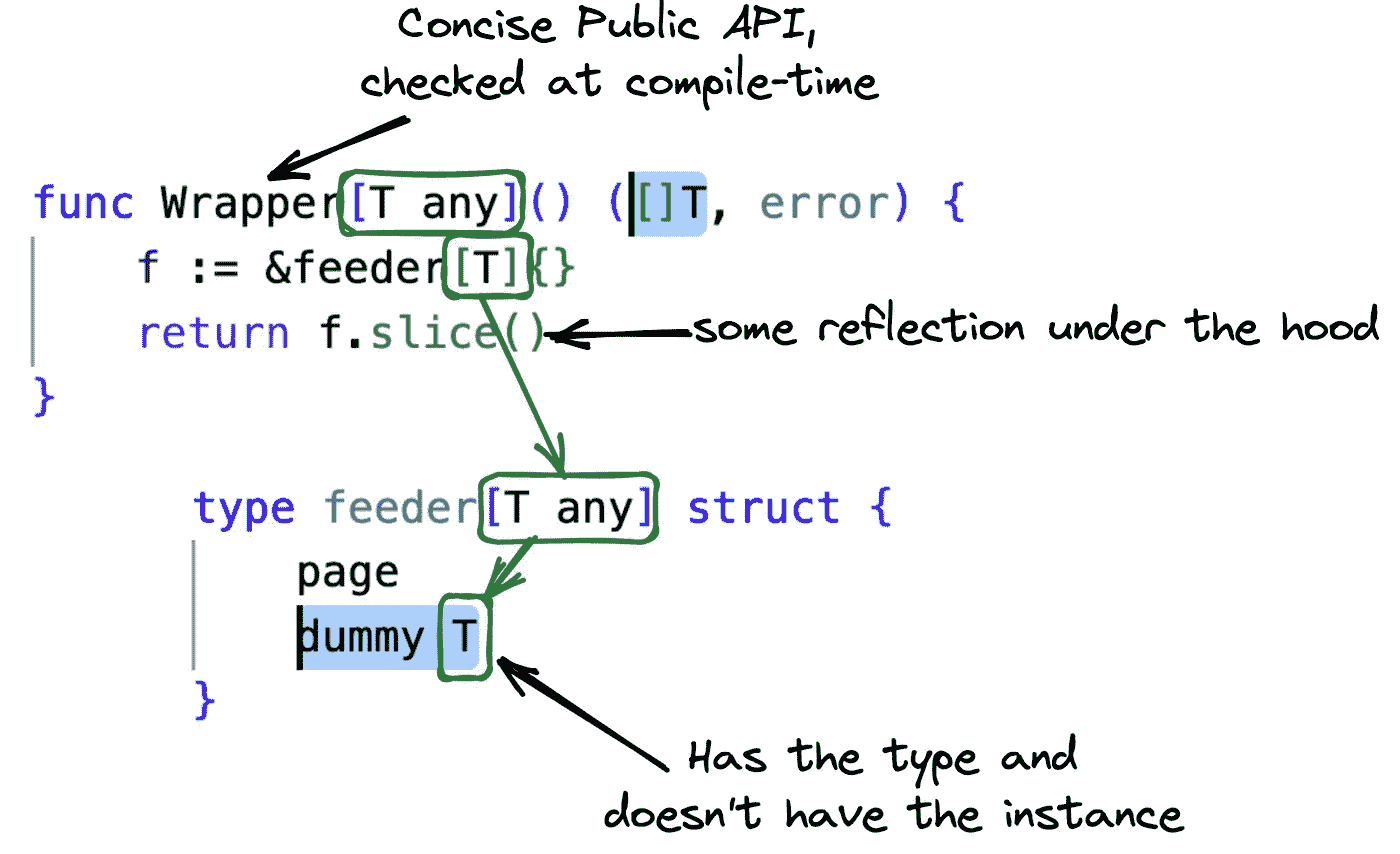 Concise Public API,
checked at compile-time
func Wrapper[T any]() ([]T, error) {
f := &feeder[T]{}
return f.slice()
some reflection under the hood
}
type feeder[T any] struct {
page
dummy T
}
Has the type and
doesn't have the instance